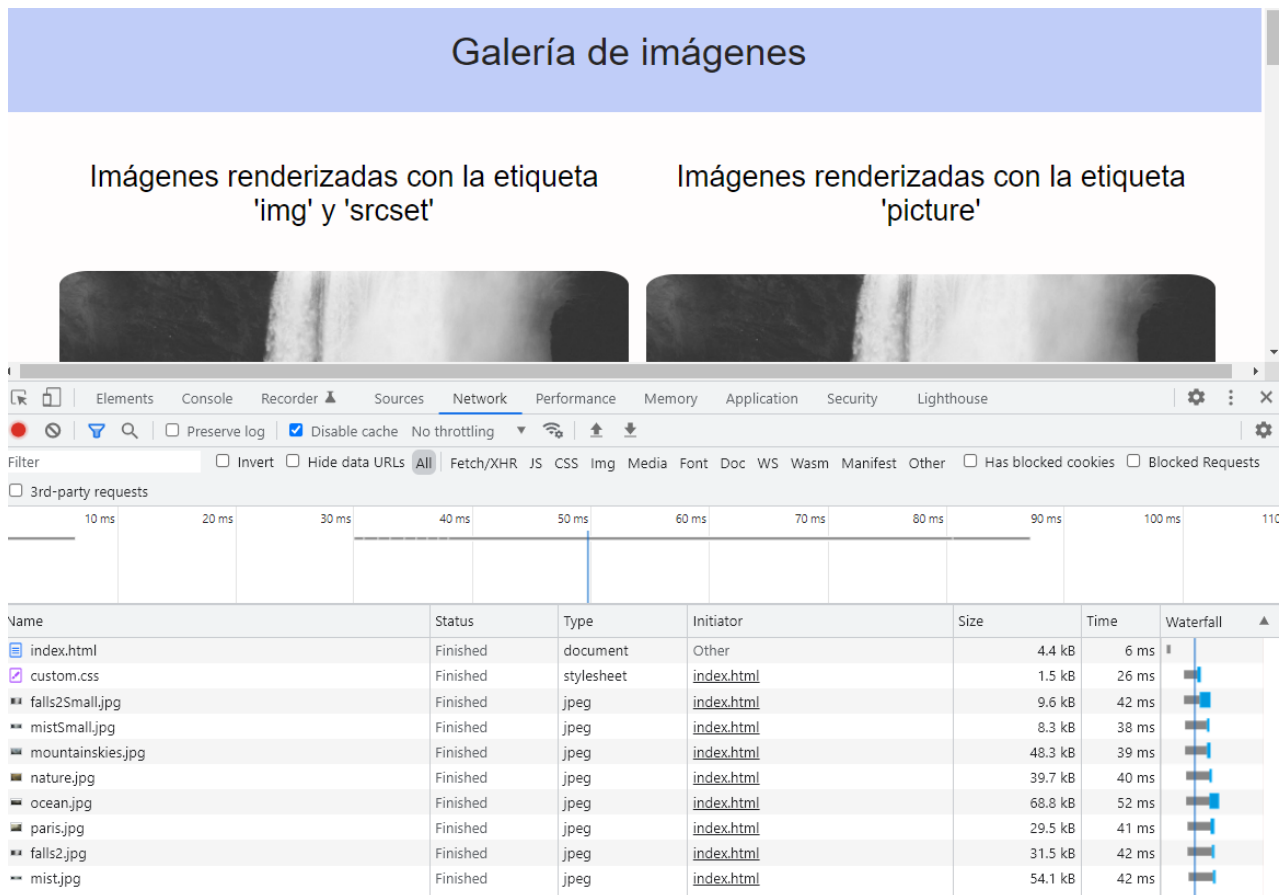 Galería de imágenes
Imágenes renderizadas con la etiqueta
'img' y 'srcset'
Imágenes renderizadas con la etiqueta
'picture'
Elements Console Recorder Sources Network Performance Memory Application Security Lighthouse
Preserve log Disable cache No throttling
Filter Invert Hide data URLs All Fetch/XHR JS CSS Img Media Font Doc WS Wasm Manifest Other Has blocked cookies Blocked Requests
3rd-party requests
10 ms 20 ms 30 ms 40 ms 50 ms 60 ms 70 ms 80 ms 90 ms 100 ms 110
Name Status Type Initiator Size Time Waterfall
index.html Finished document Other 4.4 kB 6 ms
custom.css Finished stylesheet index.html 1.5 kB 26 ms
falls2Small.jpg Finished jpeg index.html 9.6 kB 42 ms
mistSmall.jpg Finished jpeg index.html 8.3 kB 38 ms
mountainskies.jpg Finished jpeg index.html 48.3 kB 39 ms
nature.jpg Finished jpeg index.html 39.7 kB 40 ms
ocean.jpg Finished jpeg index.html 68.8 kB 52 ms
paris.jpg Finished jpeg index.html 29.5 kB 41 ms
falls2.jpg Finished jpeg index.html 31.5 kB 42 ms
mist.jpg Finished jpeg index.html 54.1 kB 42 ms